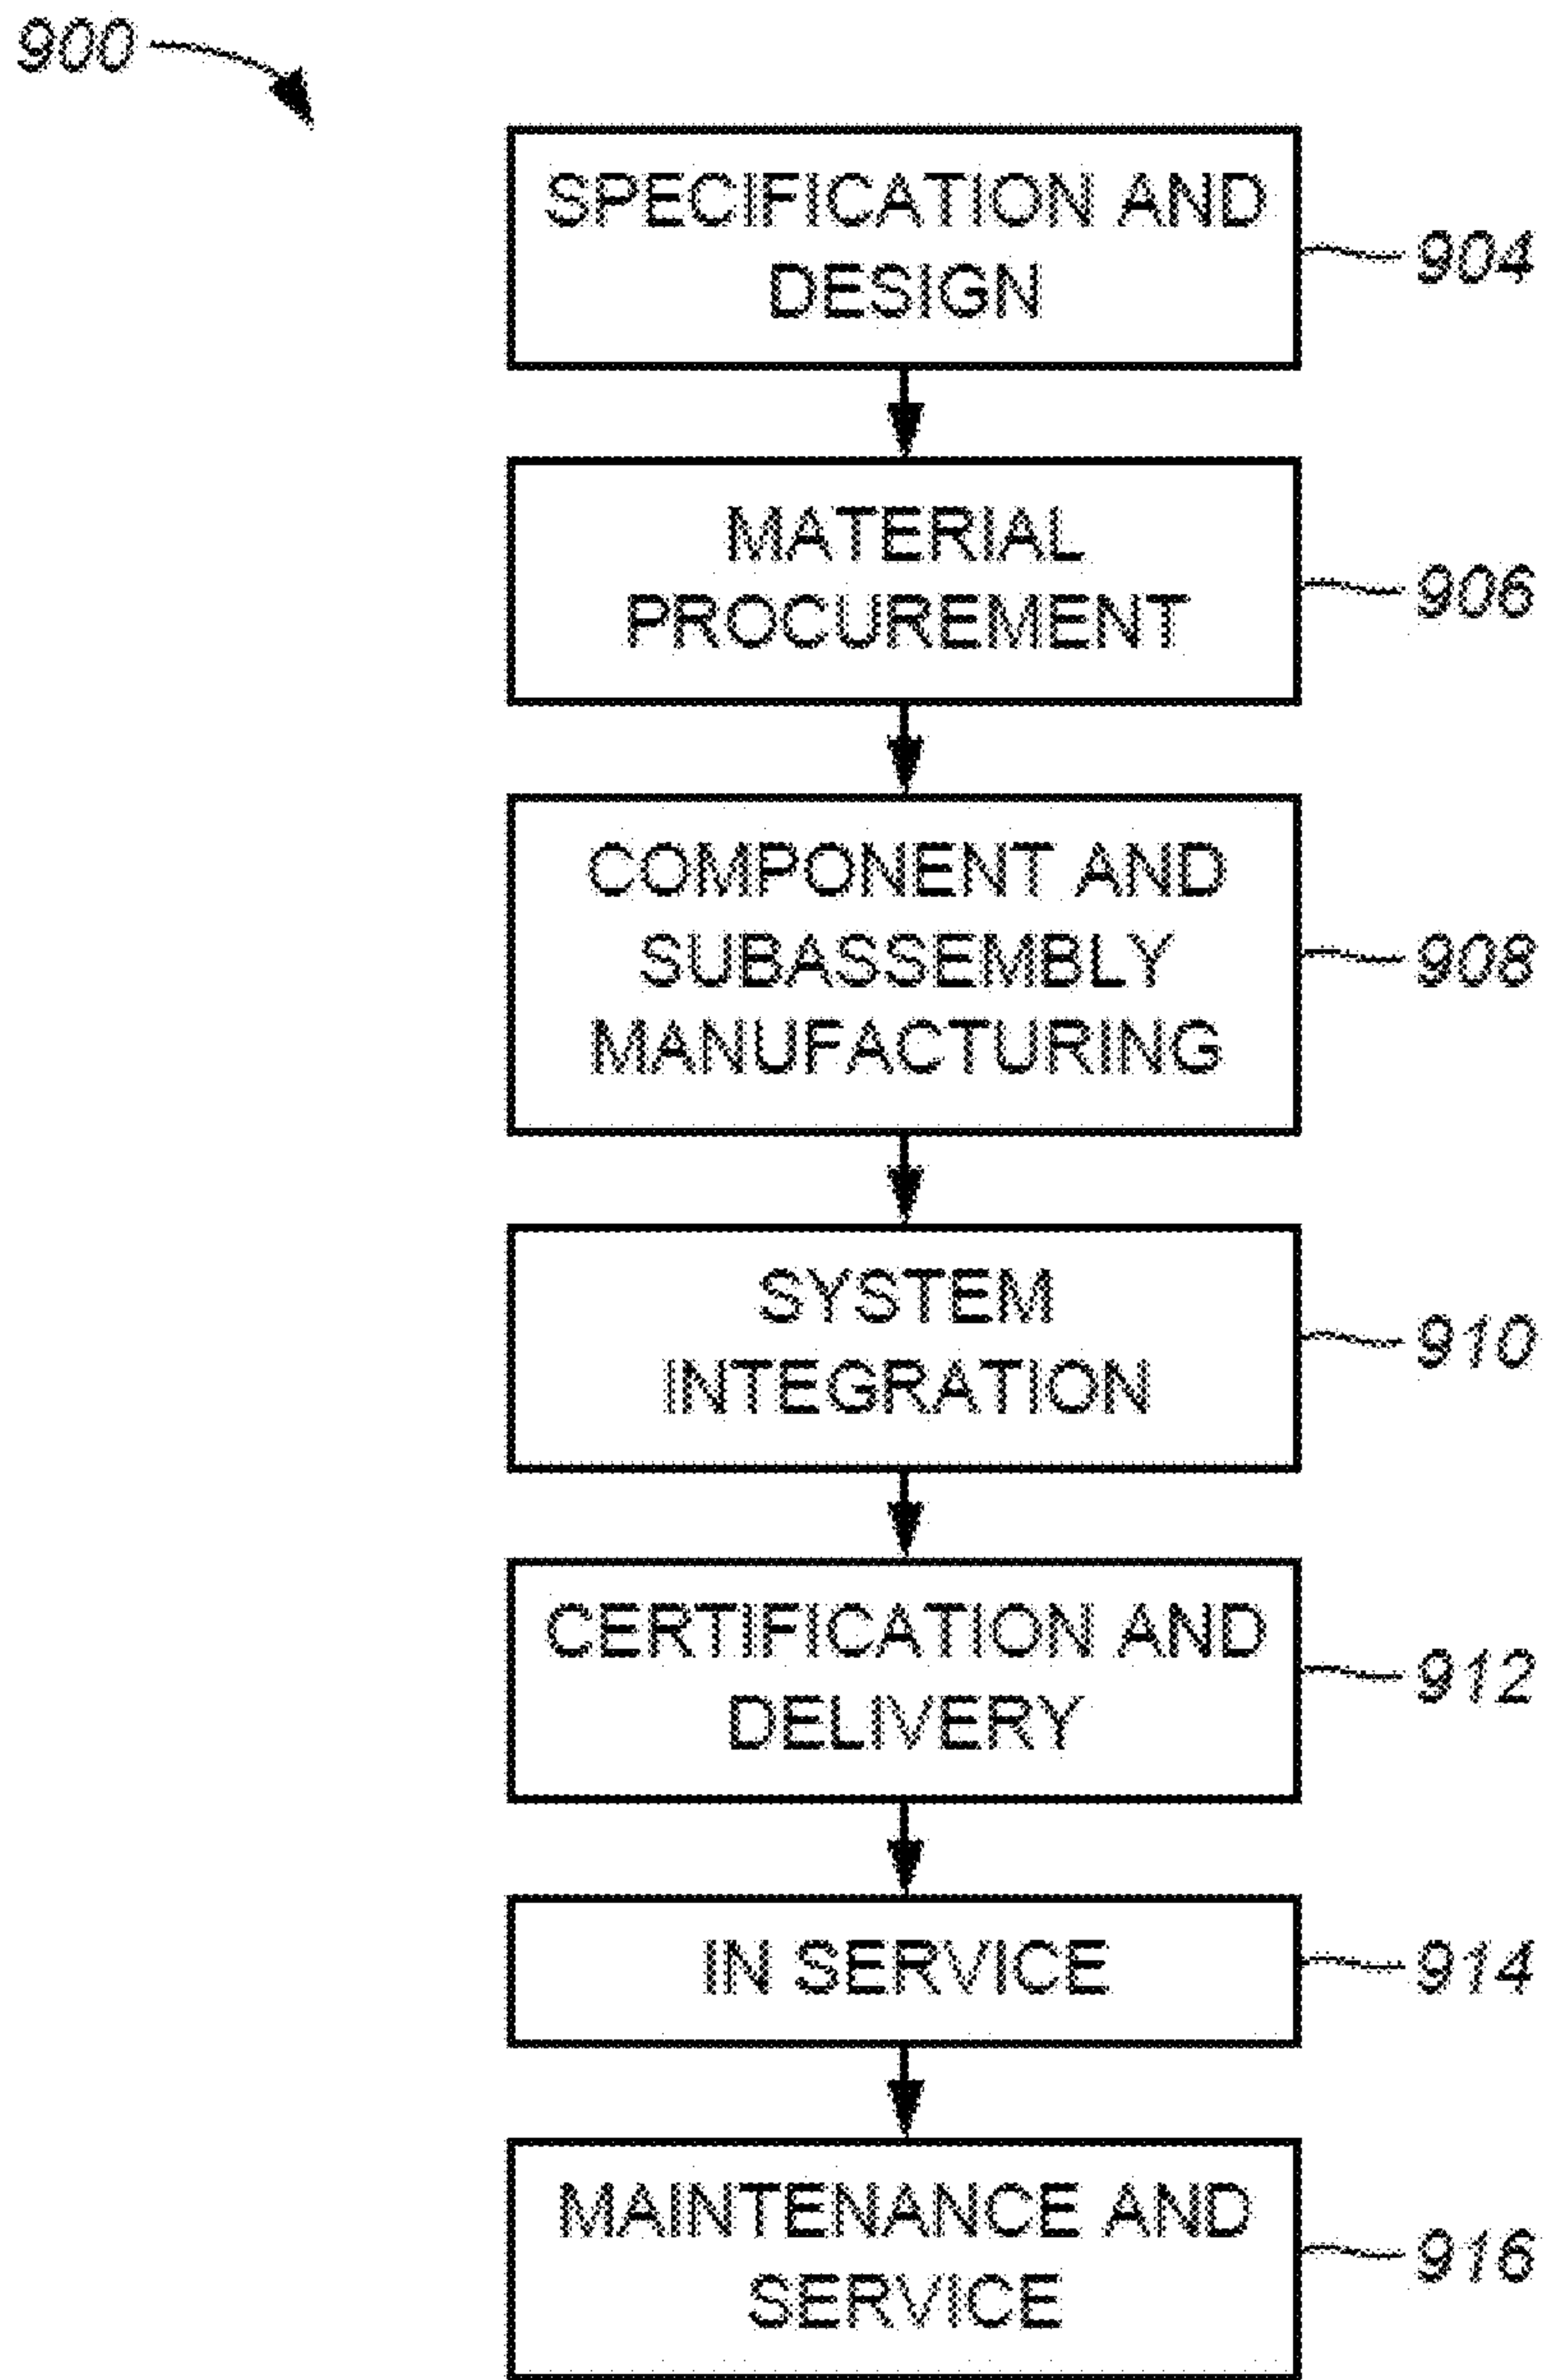 900
SPECIFICATION AND
DESIGN
904
MATERIAL
PROCUREMENT
906
COMPONENT AND
SUBASSEMBLY
MANUFACTURING
908
SYSTEM
INTEGRATION
910
CERTIFICATION AND
DELIVERY
912
IN SERVICE
914
MAINTENANCE AND
SERVICE
916